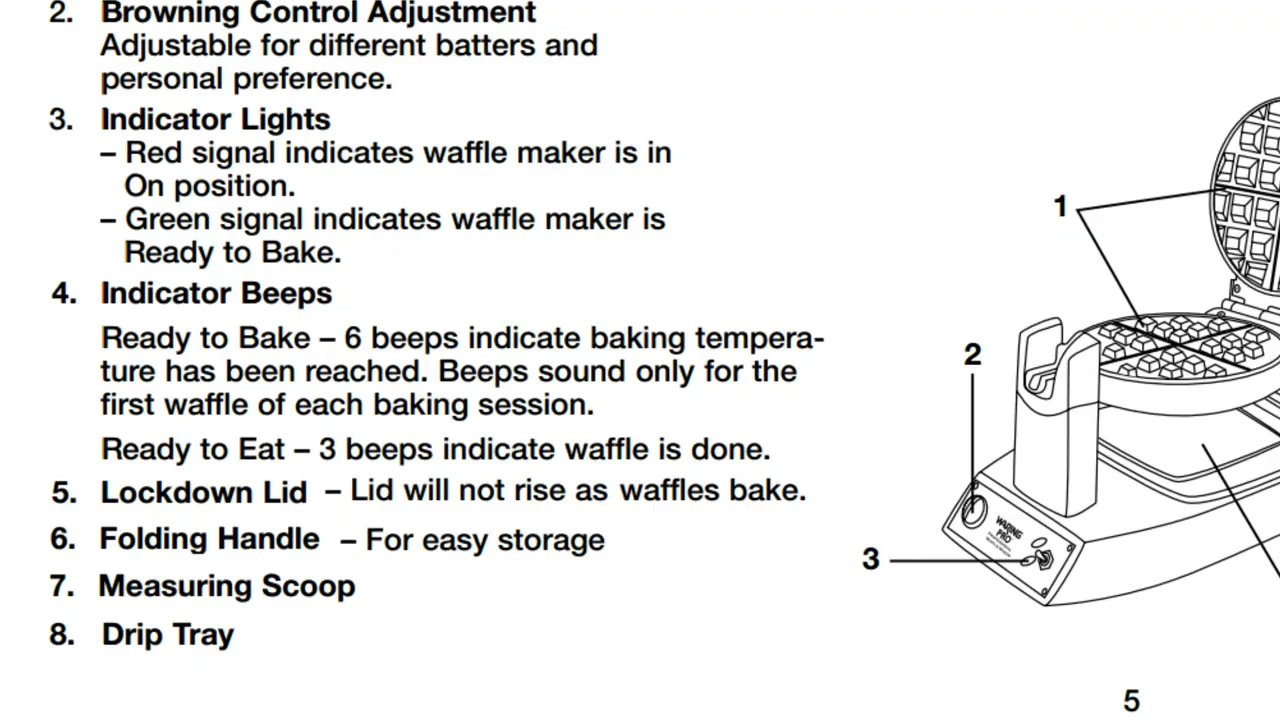 2. Browning Control Adjustment
Adjustable for different batters and
personal preference.
3. Indicator Lights
– Red signal indicates waffle maker is in
On position.
– Green signal indicates waffle maker is
Ready to Bake.
4. Indicator Beeps
Ready to Bake – 6 beeps indicate baking tempera-
ture has been reached. Beeps sound only for the
first waffle of each baking session.
Ready to Eat – 3 beeps indicate waffle is done.
5. Lockdown Lid – Lid will not rise as waffles bake.
6. Folding Handle – For easy storage
7. Measuring Scoop
8. Drip Tray
1
2
WARING
PRO
3
5